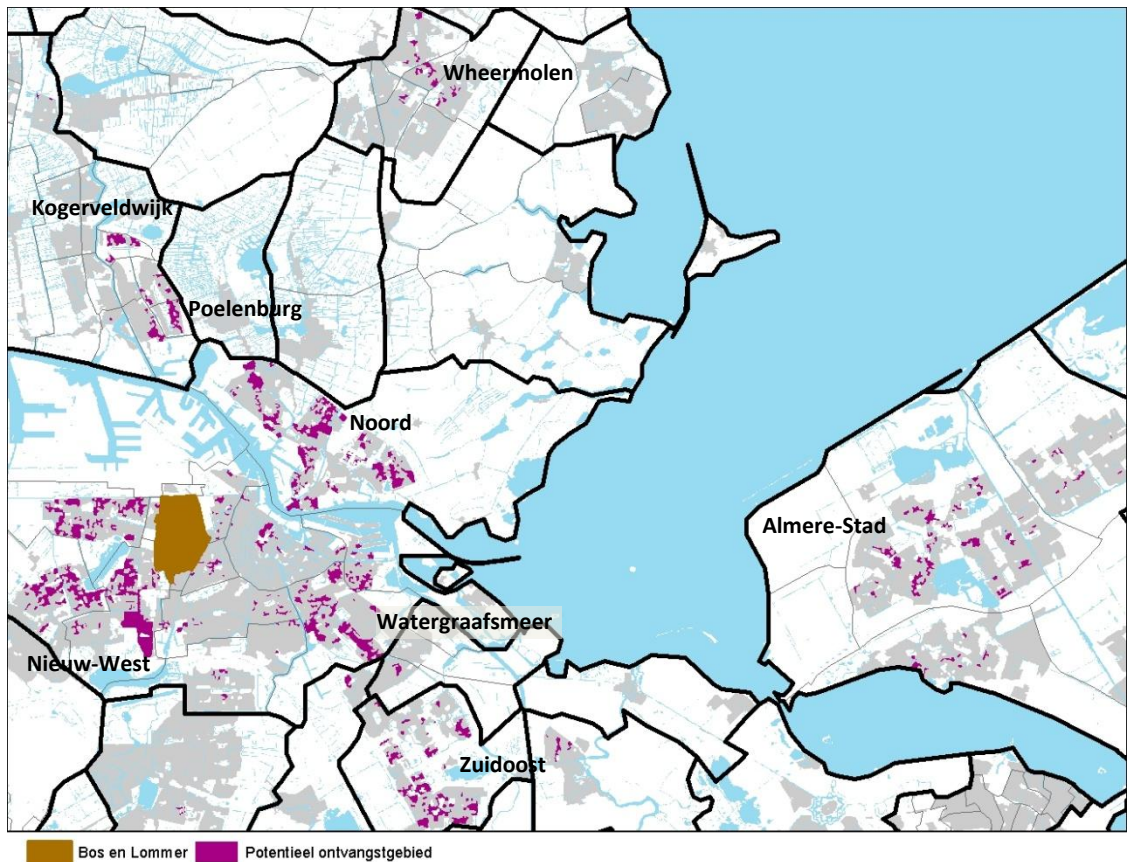 Wheermolen
Kogerveldwijk
Poelenburg
Noord
Almere-Stad
Watergraafsmeer
Nieuw-West
Zuidoost
Bos en Lommer
Potentieel ontvangstgebied